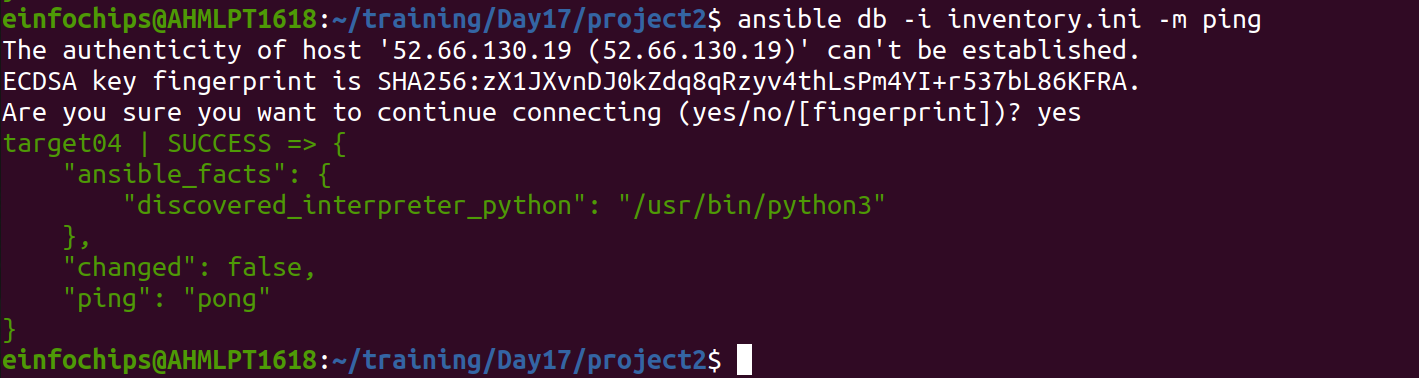 einfochips@AHMLPT1618:~/training/Day17/project2$ ansible db -i inventory.ini -m ping
The authenticity of host '52.66.130.19 (52.66.130.19)' can't be established.
ECDSA key fingerprint is SHA256:zX1JXvnDJ0kZdq8qRzyv4thLsPm4YI+r537bL86KFRA.
Are you sure you want to continue connecting (yes/no/[fingerprint])? yes
target04 | SUCCESS => {
    "ansible_facts": {
        "discovered_interpreter_python": "/usr/bin/python3"
    },
    "changed": false,
    "ping": "pong"
}
einfochips@AHMLPT1618:~/training/Day17/project2$